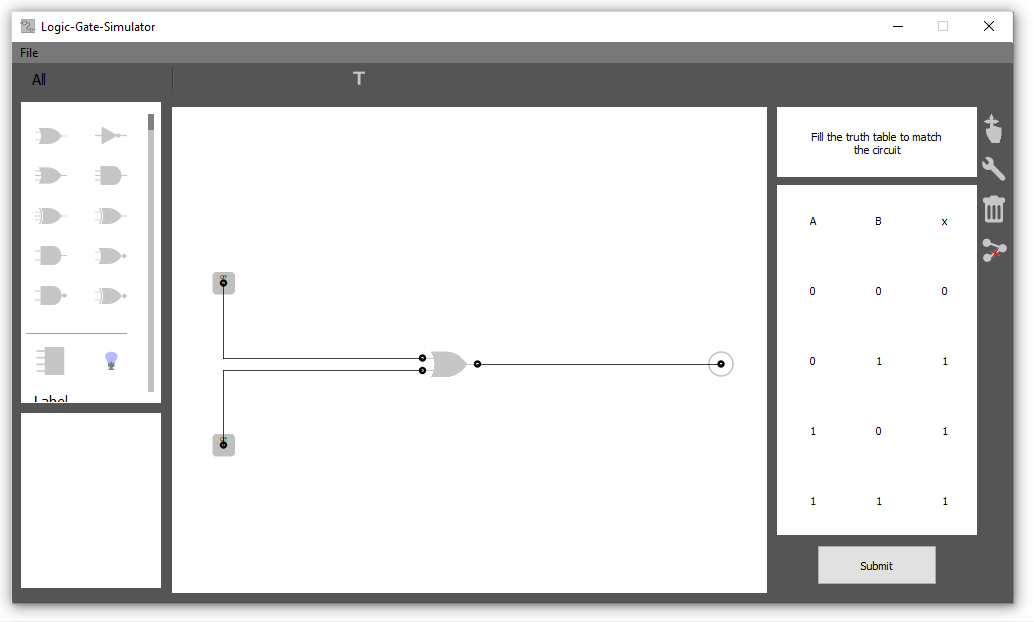 Logic-Gate-Simulator
File
All
T
Label
Fill the truth table to match
the circuit
A B x
0 0 0
0 1 1
1 0 1
1 1 1
Submit